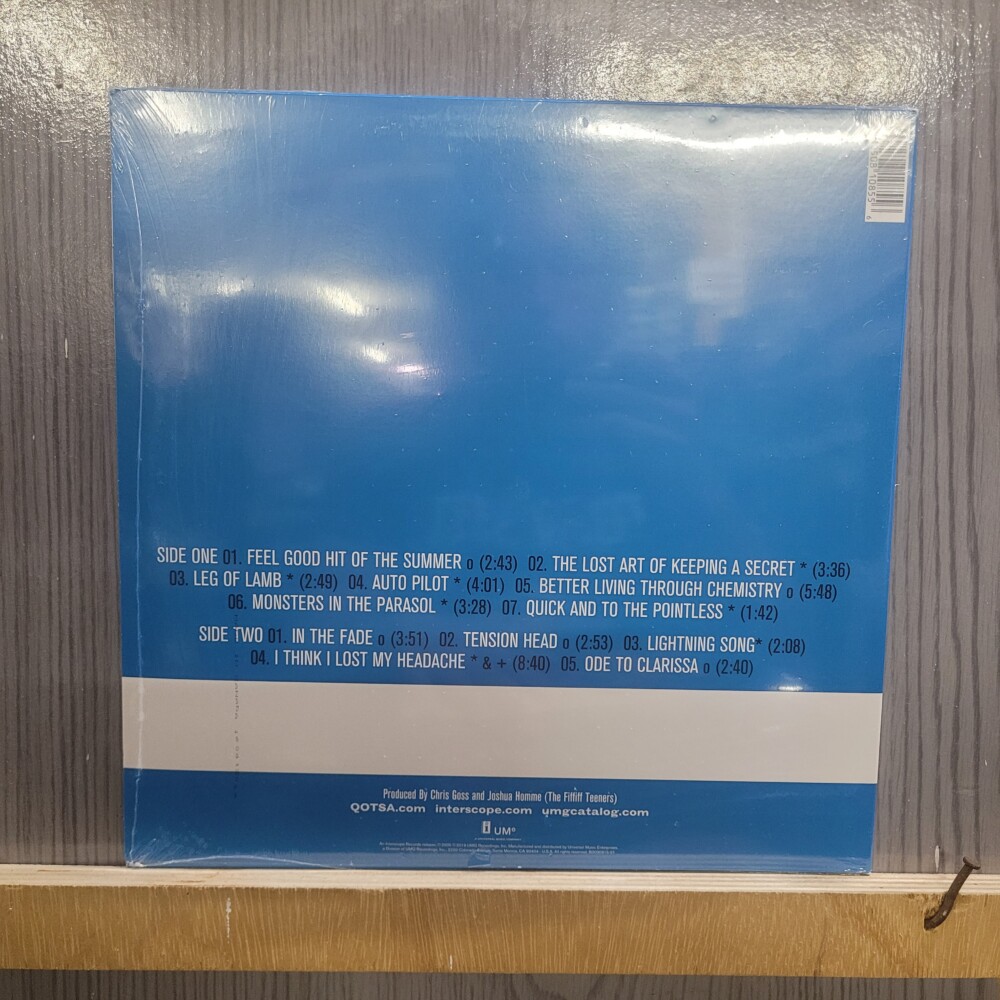 SIDE ONE 01. FEEL GOOD HIT OF THE SUMMER o (2:43) 02. THE LOST ART OF KEEPING A SECRET * (3:36)
03. LEG OF LAMB * (2:49) 04. AUTO PILOT * (4:01) 05. BETTER LIVING THROUGH CHEMISTRY o (5:48)
06. MONSTERS IN THE PARASOL * (3:28) 07. QUICK AND TO THE POINTLESS * (1:42)
SIDE TWO 01. IN THE FADE o (3:51) 02. TENSION HEAD o (2:53) 03. LIGHTNING SONG* (2:08)
04. I THINK I LOST MY HEADACHE * & + (8:40) 05. ODE TO CLARISSA o (2:40)
Produced By Chris Goss and Joshua Homme (The Fififf Teeners)
QOTSA.com interscope.com umgcatalog.com
i UMe